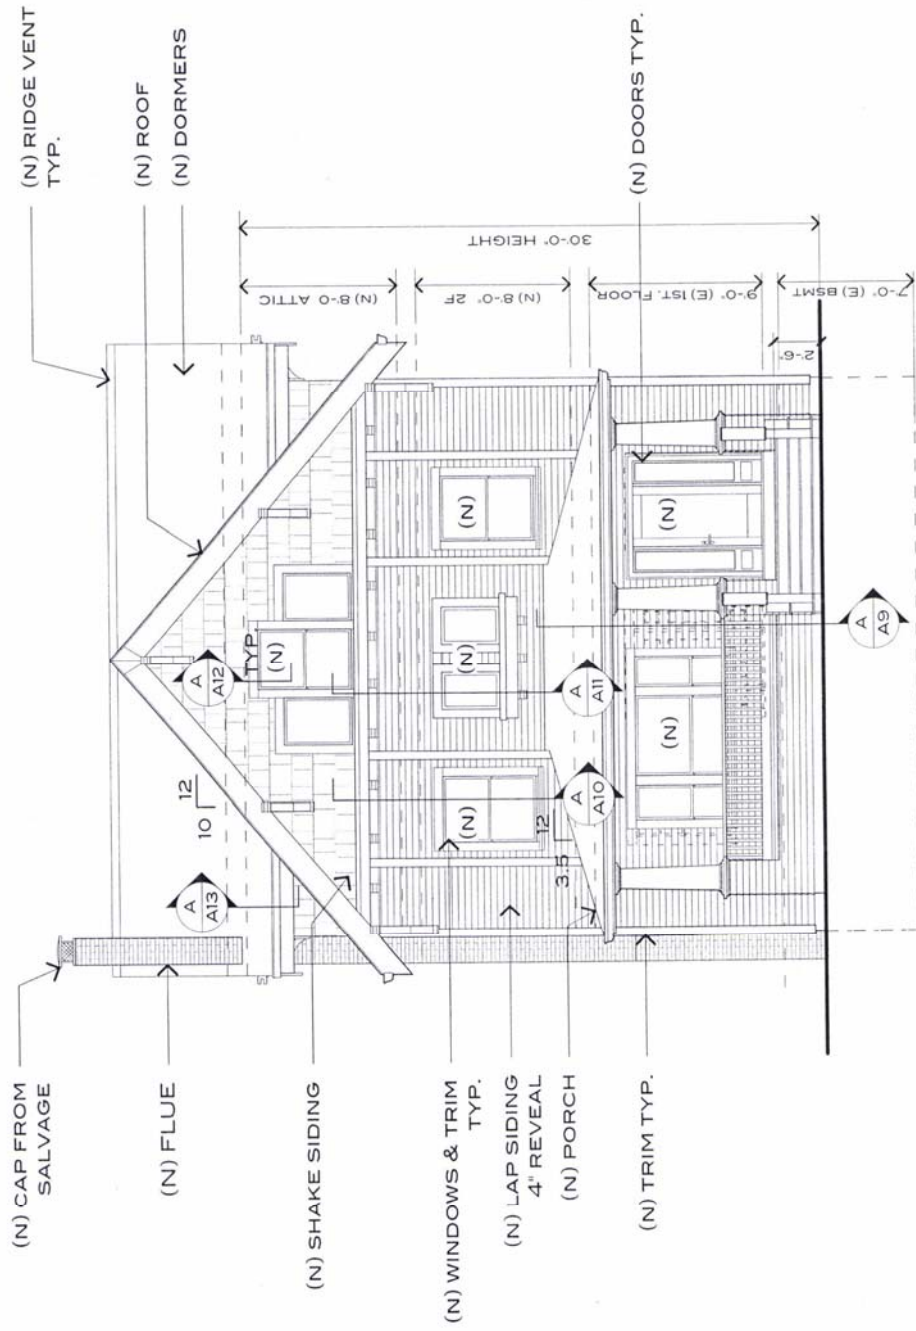 (N) CAP FROM
SALVAGE
(N) FLUE
(N) SHAKE SIDING
(N) WINDOWS & TRIM
TYP.
(N) LAP SIDING
4" REVEAL
(N) PORCH
(N) TRIM TYP.
(N) RIDGE VENT
TYP.
(N) ROOF
(N) DORMERS
(N) DOORS TYP.
30'-0" HEIGHT
(N) 8'-0 ATTIC
(N) 8'-0" 2F
9'-0" (E) 1ST. FLOOR
7'-0" (E) BSMT
2'-6"
12
10
A
A13
A
A12
TYP.
(N)
(N)
(N)
(N)
A
A10
A
A11
12
3.5
(N)
(N)
A
A9